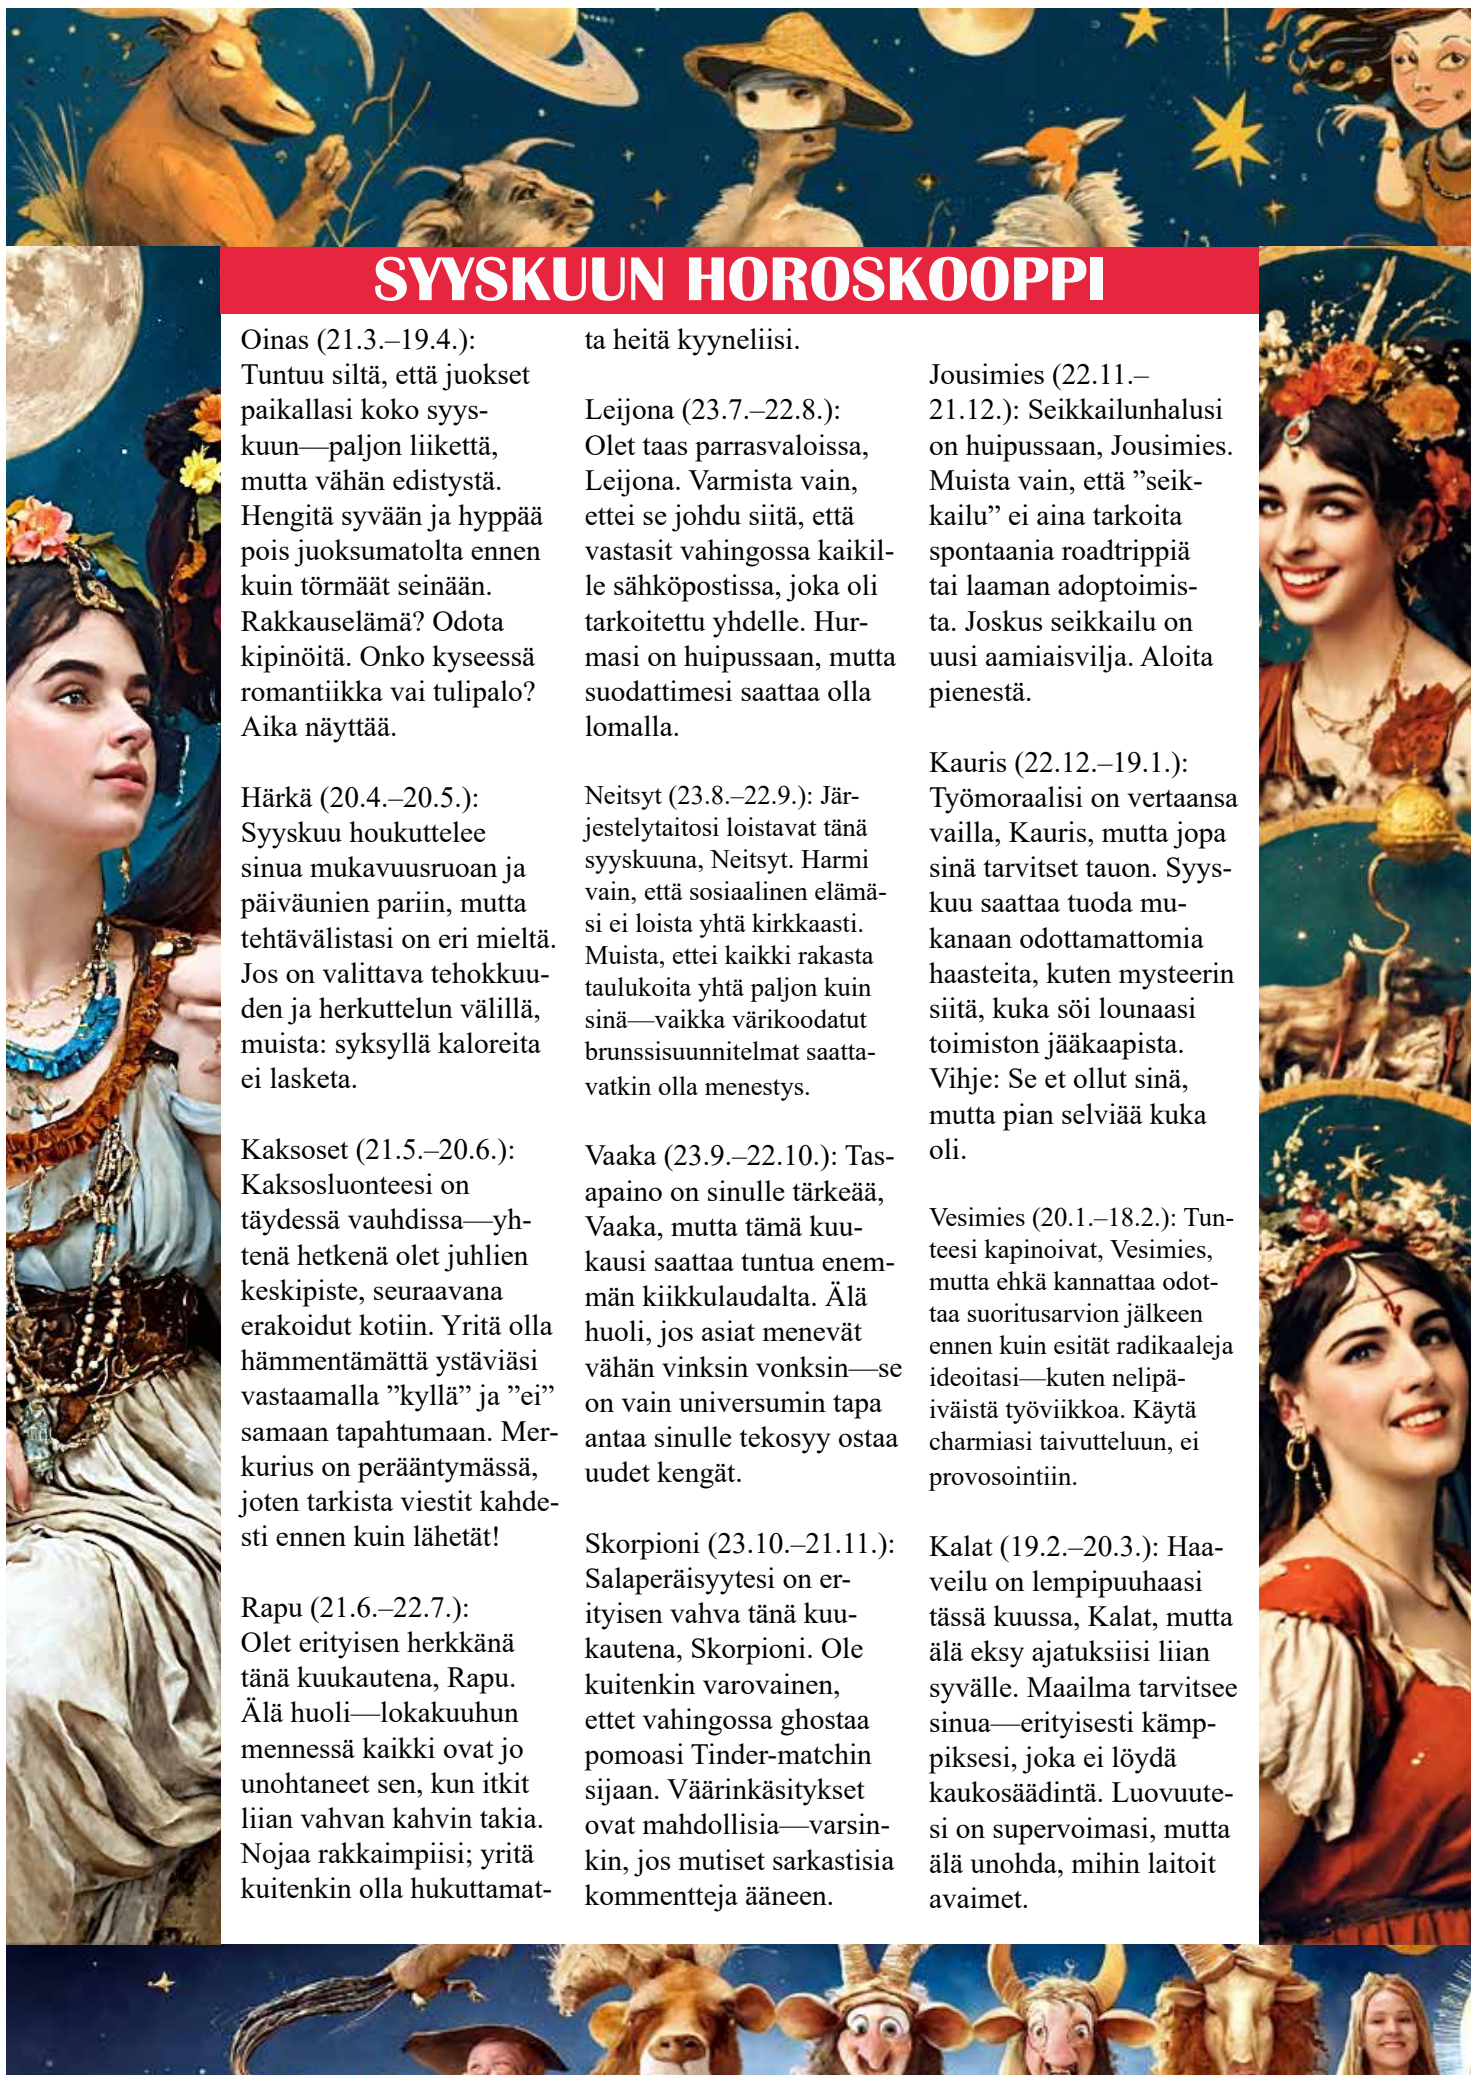 SYYSKUUN HOROSKOOPPI
Oinas (21.3.–19.4.):
Tuntuu siltä, että juokset
paikallasi koko syys-
kuun—paljon liikettä,
mutta vähän edistystä.
Hengitä syvään ja hyppää
pois juoksumatolta ennen
kuin törmäät seinään.
Rakkauselämä? Odota
kipinöitä. Onko kyseessä
romantiikka vai tulipalo?
Aika näyttää.
Härkä (20.4.–20.5.):
Syyskuu houkuttelee
sinua mukavuusruoan ja
päiväunien pariin, mutta
tehtävälistasi on eri mieltä.
Jos on valittava tehokkuu-
den ja herkuttelun välillä,
muista: syksyllä kaloreita
ei lasketa.
Kaksoset (21.5.–20.6.):
Kaksosluonteesi on
täydessä vauhdissa—yh-
tenä hetkenä olet juhlien
keskipiste, seuraavana
erakoidut kotiin. Yritä olla
hämmentämättä ystäviäsi
vastaamalla ”kyllä” ja ”ei”
samaan tapahtumaan. Mer-
kurius on perääntymässä,
joten tarkista viestit kahde-
sti ennen kuin lähetät!
Rapu (21.6.–22.7.):
Olet erityisen herkkänä
tänä kuukautena, Rapu.
Älä huoli—lokakuuhun
mennessä kaikki ovat jo
unohtaneet sen, kun itkit
liian vahvan kahvin takia.
Nojaa rakkaimpiisi; yritä
kuitenkin olla hukuttamat-
ta heitä kyyneliisi.
Leijona (23.7.–22.8.):
Olet taas parrasvaloissa,
Leijona. Varmista vain,
ettei se johdu siitä, että
vastasit vahingossa kaikil-
le sähköpostissa, joka oli
tarkoitettu yhdelle. Hur-
masi on huipussaan, mutta
suodattimesi saattaa olla
lomalla.
Neitsyt (23.8.–22.9.): Jär-
jestelytaitosi loistavat tänä
syyskuuna, Neitsyt. Harmi
vain, että sosiaalinen elämä-
si ei loista yhtä kirkkaasti.
Muista, ettei kaikki rakasta
taulukoita yhtä paljon kuin
sinä—vaikka värikoodatut
brunssisuunnitelmat saatta-
vatkin olla menestys.
Vaaka (23.9.–22.10.): Tas-
apaino on sinulle tärkeää,
Vaaka, mutta tämä kuu-
kausi saattaa tuntua enem-
män kiikkulaudalta. Älä
huoli, jos asiat menevät
vähän vinksin vonksin—se
on vain universumin tapa
antaa sinulle tekosyy ostaa
uudet kengät.
Skorpioni (23.10.–21.11.):
Salaperäisyytesi on er-
ityisen vahva tänä kuu-
kautena, Skorpioni. Ole
kuitenkin varovainen,
ettet vahingossa ghostaa
pomoasi Tinder-matchin
sijaan. Väärinkäsitykset
ovat mahdollisia—varsin-
kin, jos mutiset sarkastisia
kommentteja ääneen.
Jousimies (22.11.–
21.12.): Seikkailunhalusi
on huipussaan, Jousimies.
Muista vain, että ”seik-
kailu” ei aina tarkoita
spontaania roadtrippiä
tai laaman adoptoimis-
ta. Joskus seikkailu on
uusi aamiaisvilja. Aloita
pienestä.
Kauris (22.12.–19.1.):
Työmoraalisi on vertaansa
vailla, Kauris, mutta jopa
sinä tarvitset tauon. Syys-
kuu saattaa tuoda mu-
kanaan odottamattomia
haasteita, kuten mysteerin
siitä, kuka söi lounaasi
toimiston jääkaapista.
Vihje: Se et ollut sinä,
mutta pian selviää kuka
oli.
Vesimies (20.1.–18.2.): Tun-
teesi kapinoivat, Vesimies,
mutta ehkä kannattaa odot-
taa suoritusarvion jälkeen
ennen kuin esität radikaaleja
ideoitasi—kuten nelipä-
iväistä työviikkoa. Käytä
charmiasi taivutteluun, ei
provosointiin.
Kalat (19.2.–20.3.): Haa-
veilu on lempipuuhaasi
tässä kuussa, Kalat, mutta
älä eksy ajatuksiisi liian
syvälle. Maailma tarvitsee
sinua—erityisesti kämp-
piksesi, joka ei löydä
kaukosäädintä. Luovuute-
si on supervoimasi, mutta
älä unohda, mihin laitoit
avaimet.